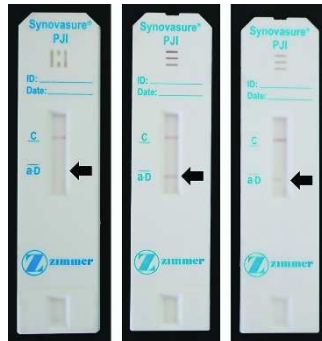 Synovasure®
PJI
ID:
Date:
C
aD
zimmer
Synovasure®
PJI
ID:
Date:
C
aD
zimmer
Synovasure®
PJI
ID:
Date:
C
aD
zimmer